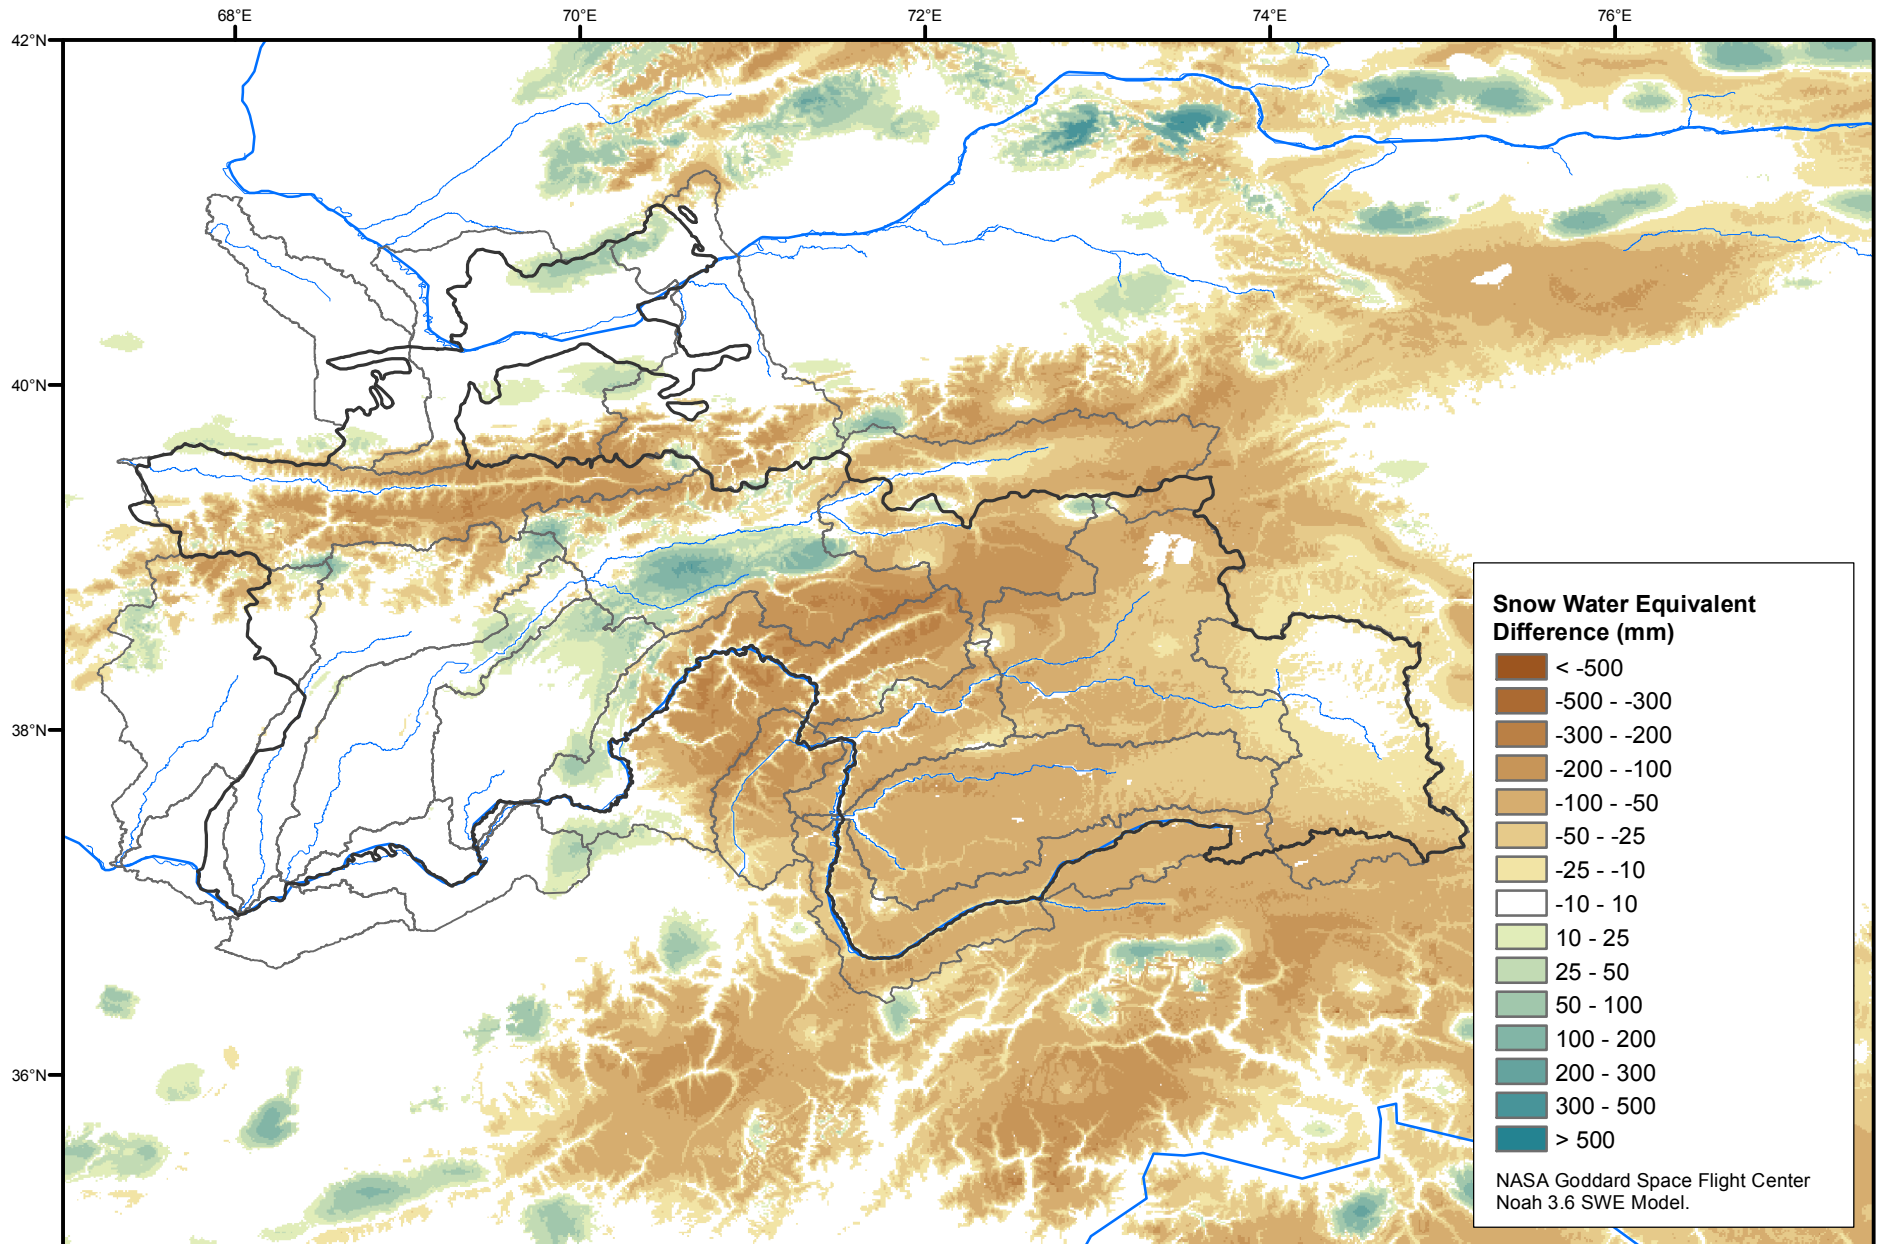 68°E
70°E
72°E
74°E
76°E
42°N
40°N
38°N
36°N
Snow Water Equivalent
Difference (mm)
< -500
-500 - -300
-300 - -200
-200 - -100
-100 - -50
-50 - -25
-25 - -10
-10 - 10
10 - 25
25 - 50
50 - 100
100 - 200
200 - 300
300 - 500
> 500
NASA Goddard Space Flight Center
Noah 3.6 SWE Model.